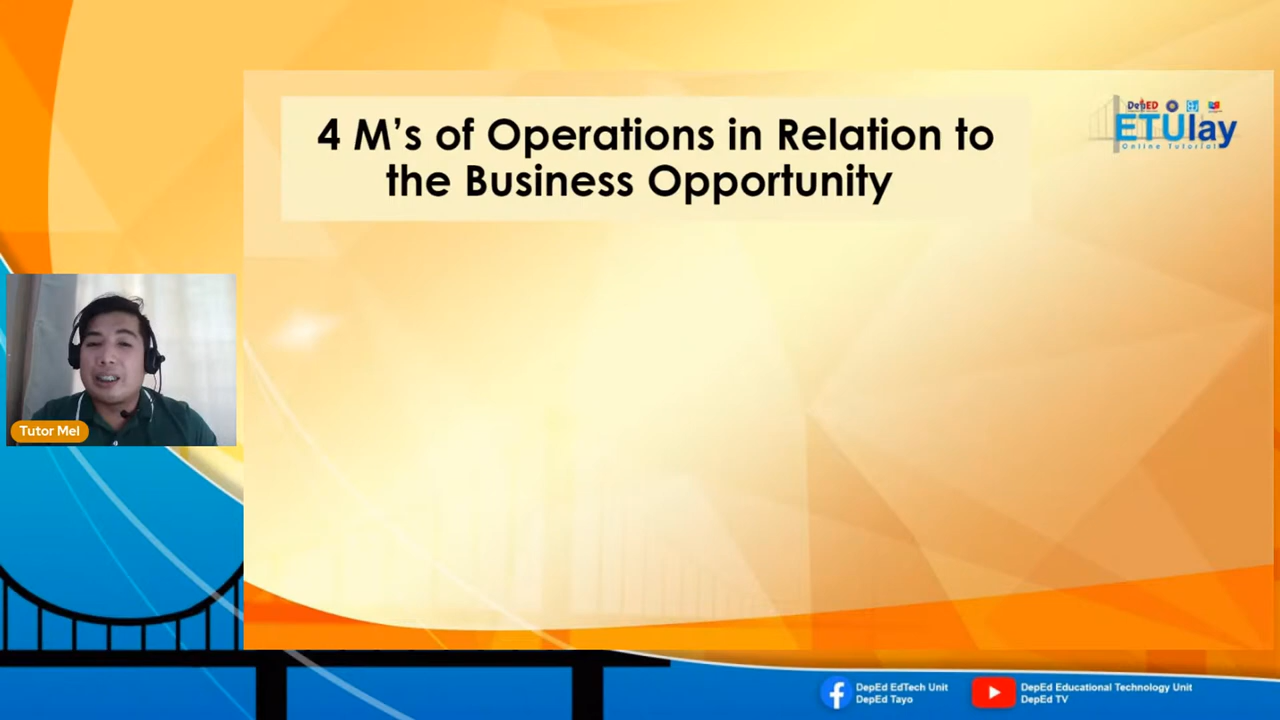 4 M's of Operations in Relation to
the Business Opportunity
DepED
ETUlay
Online Tutorial
Tutor Mel
DepEd EdTech Unit
DepEd Tayo
DepEd Educational Technology Unit
DepEd TV